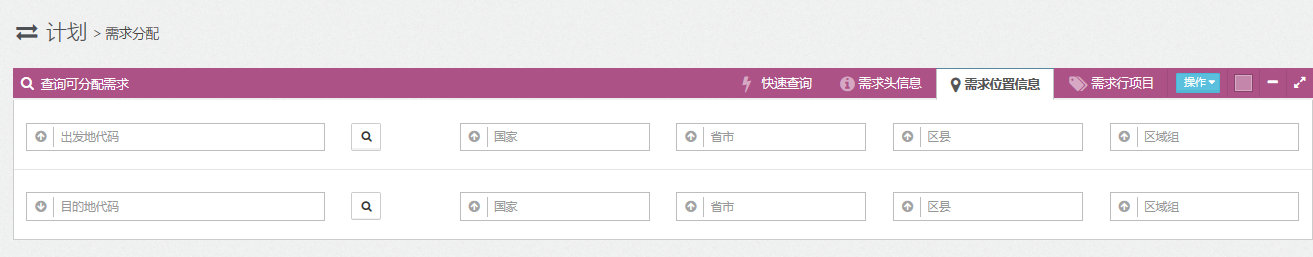 计划 > 需求分配
查询可分配需求 快速查询 需求头信息 需求位置信息 需求行项目 操作
出发地代码 国家 省市 区县 区域组
目的地代码 国家 省市 区县 区域组